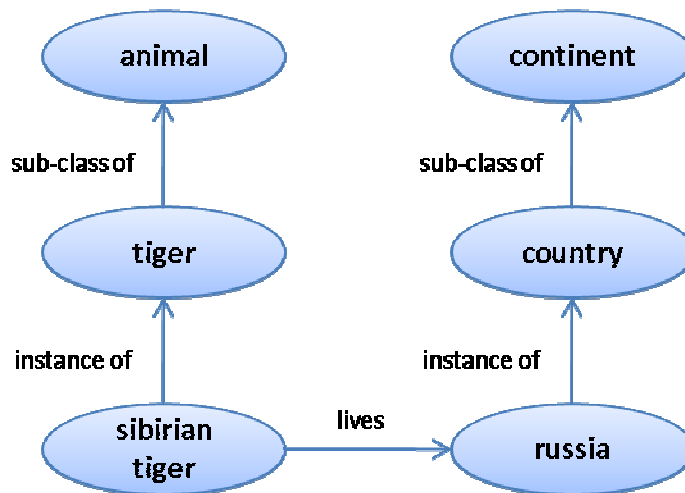 animal
continent
sub-class of
sub-class of
tiger
country
instance of
instance of
sibirian
tiger
lives
russia